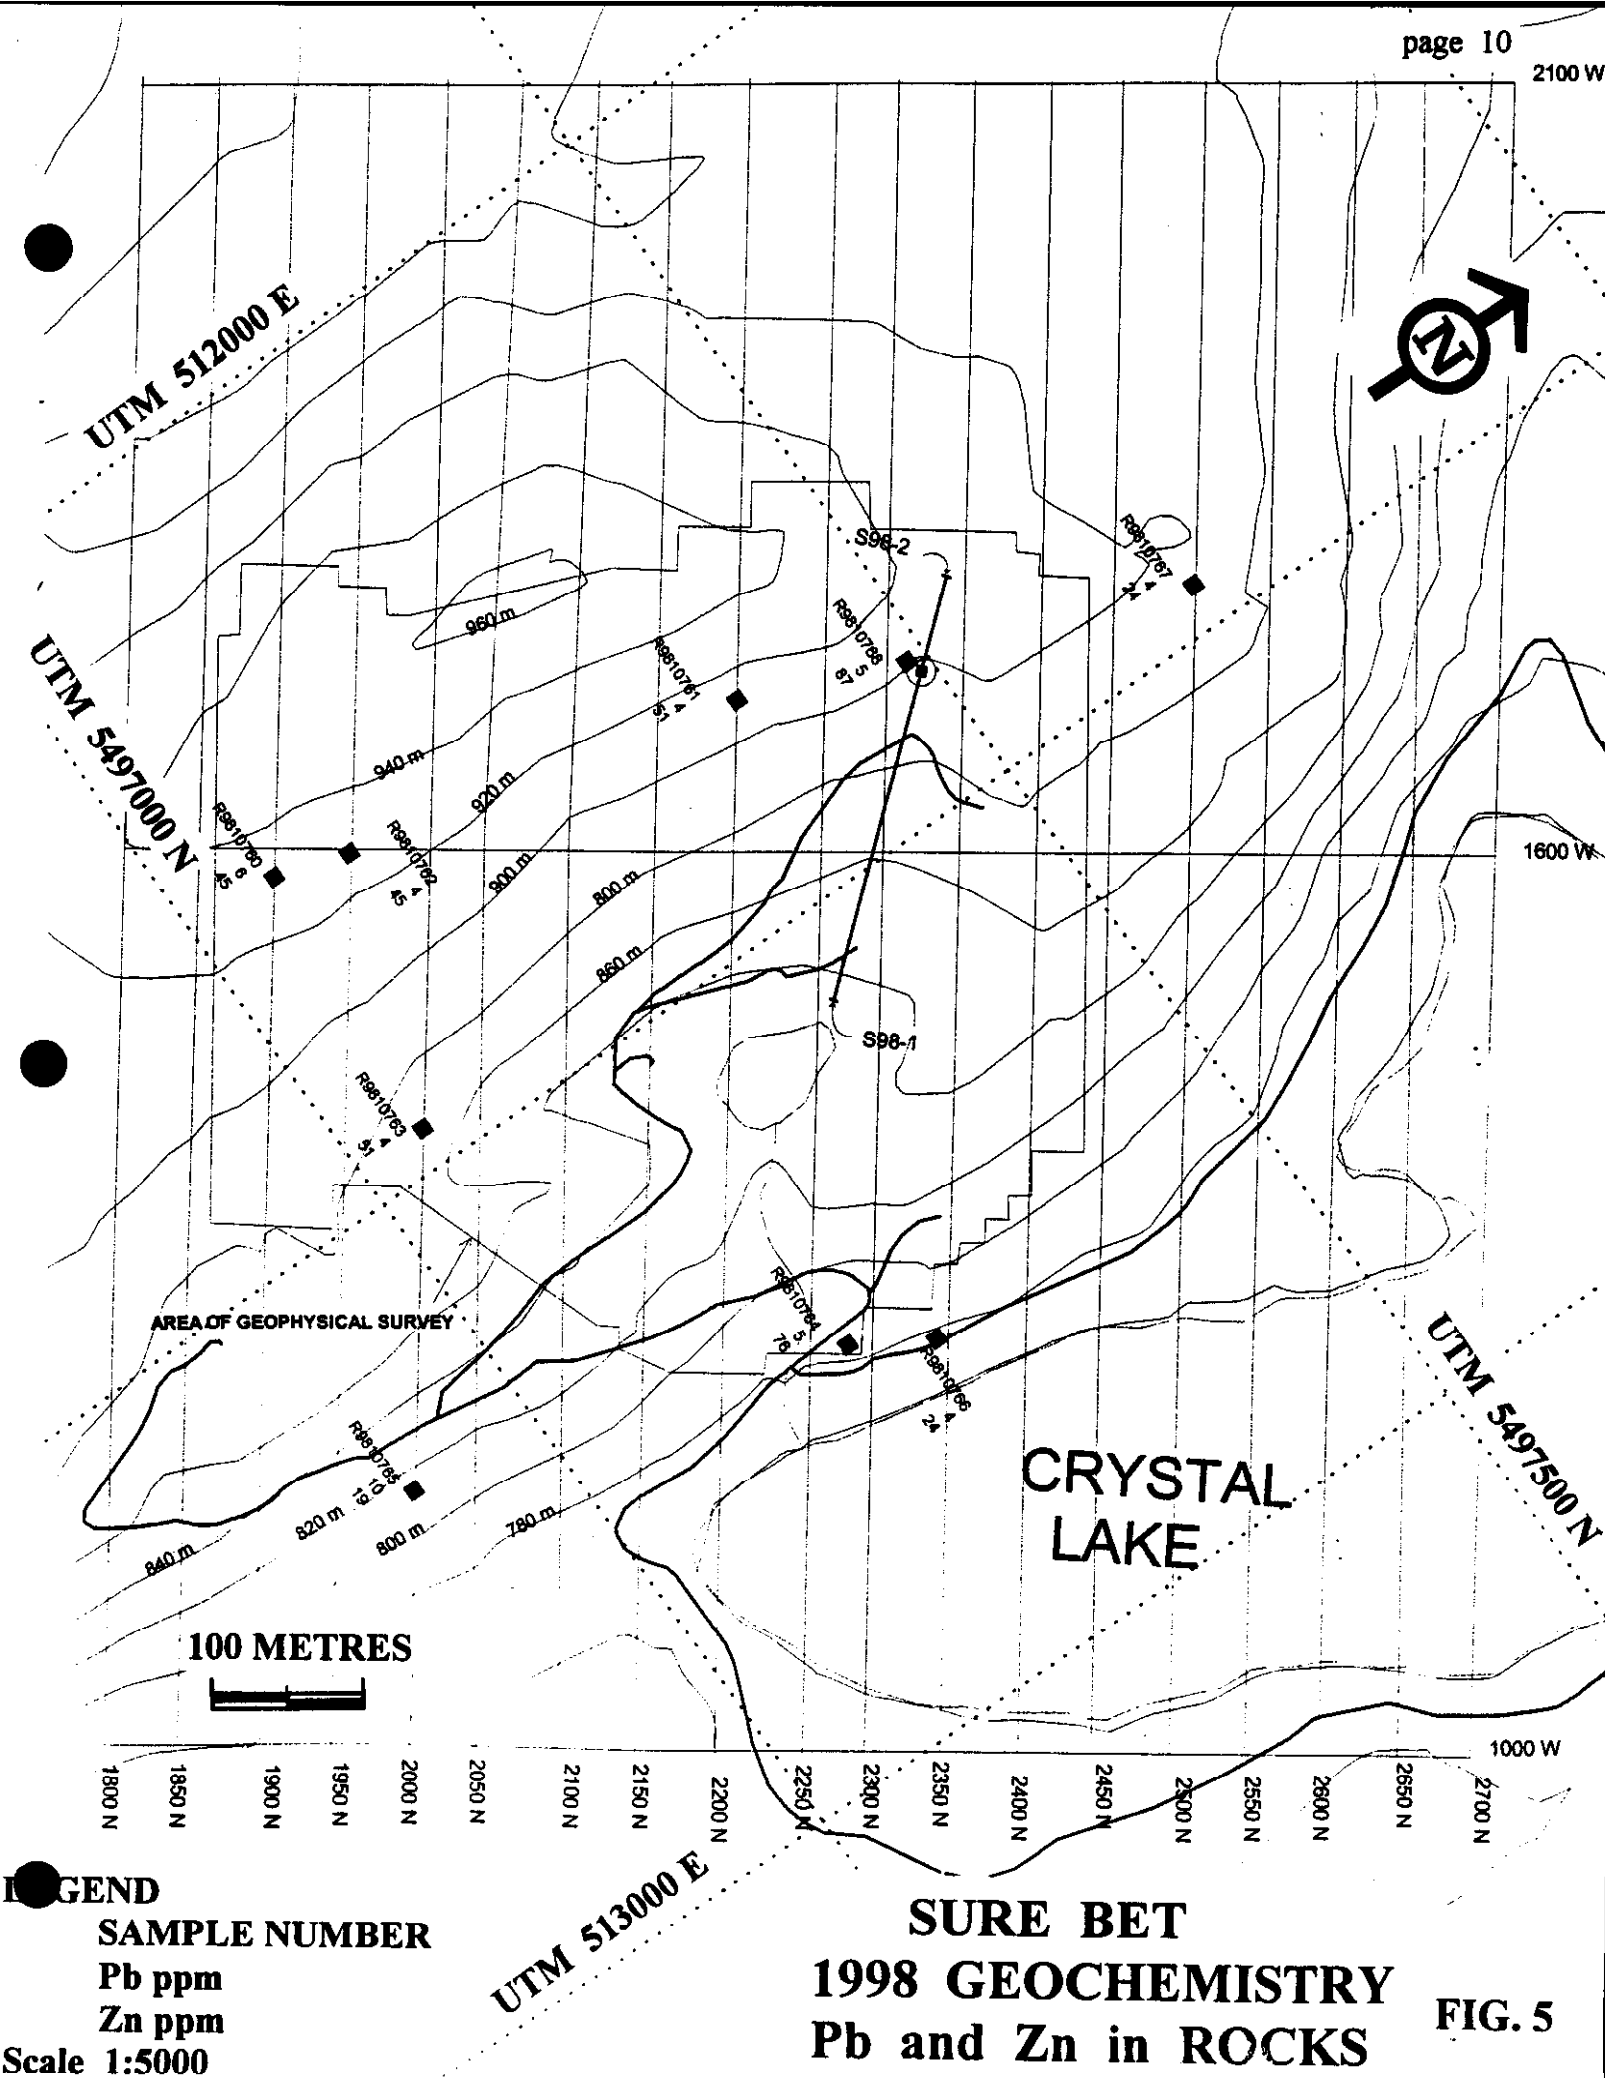 page 10
2100 W
UTM 512000 E
N
S98-2
R9810767
4
24
R9810768
5
87
960 m
R9810761
4
51
UTM 5497000 N
940 m
920 m
R9810760
6
45
R9810762
4
45
900 m
800 m
1600 W
860 m
S98-1
R9810763
4
51
AREA OF GEOPHYSICAL SURVEY
R9810764
5
76
R9810766
4
24
UTM 5497500 N
CRYSTAL
LAKE
R9810765
10
19
820 m
800 m
780 m
840 m
100 METRES
1000 W
1800 N
1850 N
1900 N
1950 N
2000 N
2050 N
2100 N
2150 N
2200 N
2250 N
2300 N
2350 N
2400 N
2450 N
2500 N
2550 N
2600 N
2650 N
2700 N
UTM 513000 E
SAMPLE NUMBER
Pb ppm
Zn ppm
Scale 1:5000
SURE BET
1998 GEOCHEMISTRY
Pb and Zn in ROCKS
FIG. 5